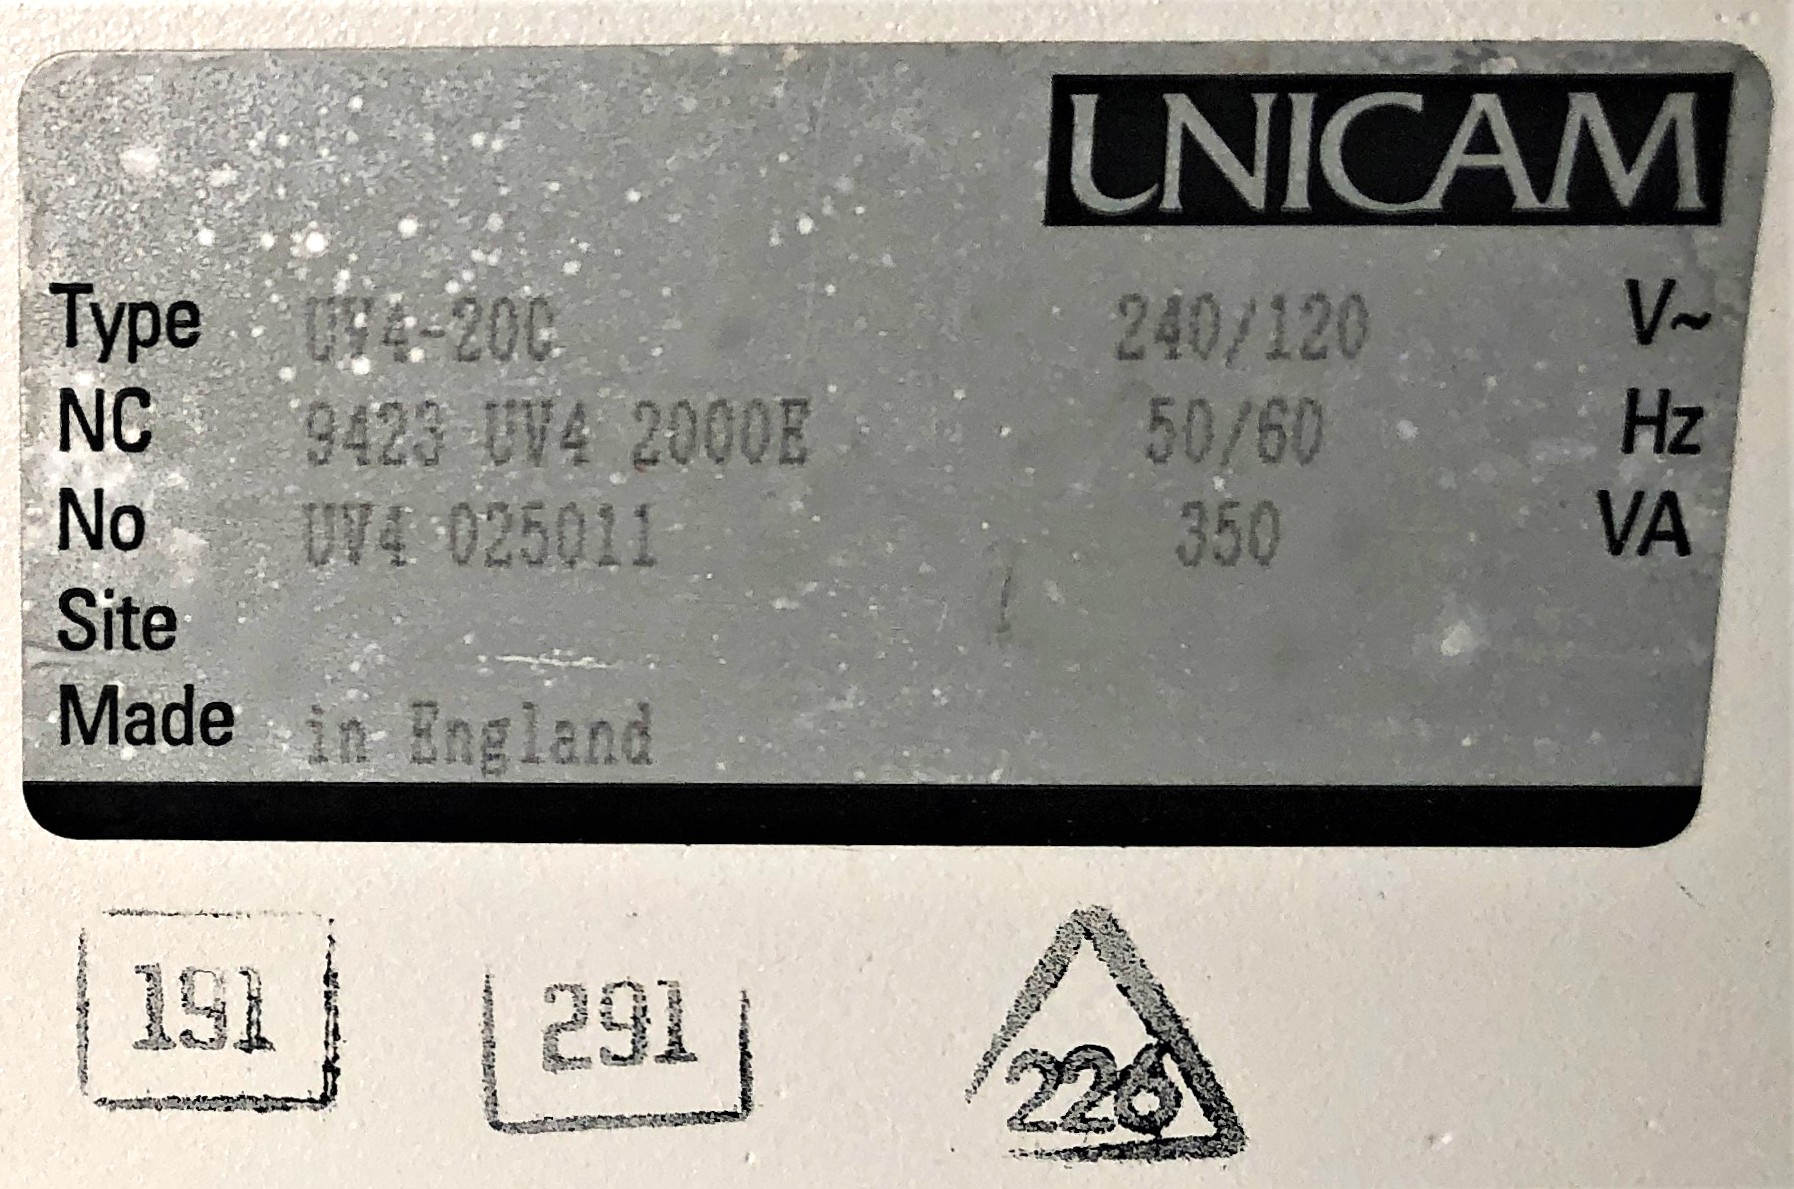 UNICAM
Type UV4-20C 240/120 V~
NC 9423 UV4 2000E 50/60 Hz
No UV4 025011 350 VA
Site
Made in England
191 291 226